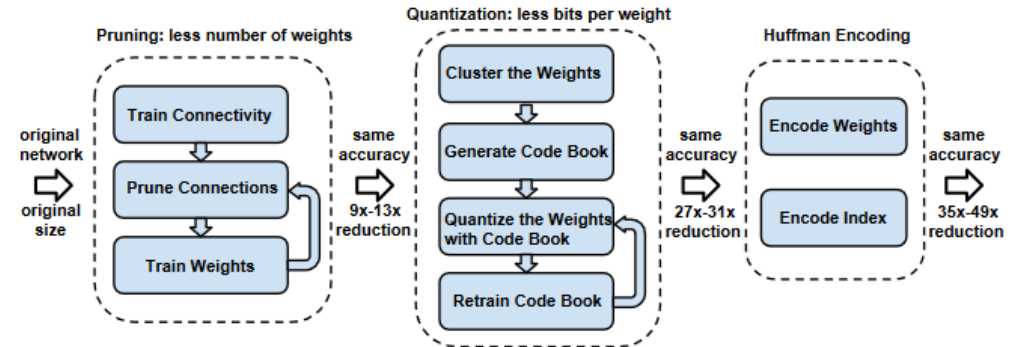 Quantization: less bits per weight
Pruning: less number of weights
Huffman Encoding
original
network
original
size
Train Connectivity
Prune Connections
Train Weights
same
accuracy
9x-13x
reduction
Cluster the Weights
Generate Code Book
Quantize the Weights
with Code Book
Retrain Code Book
same
accuracy
27x-31x
reduction
Encode Weights
Encode Index
same
accuracy
35x-49x
reduction